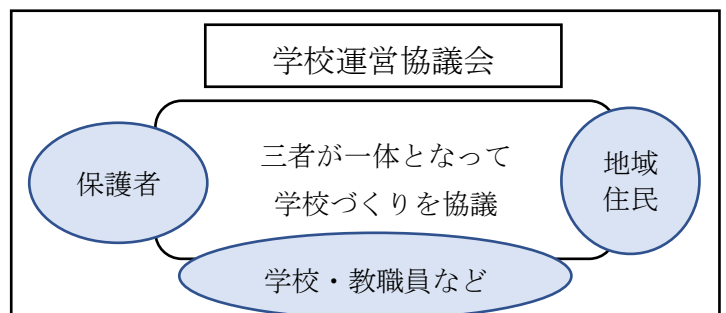 学校運営協議会
三者が一体となって
学校づくりを協議
保護者
地域
住民
学校・教職員など